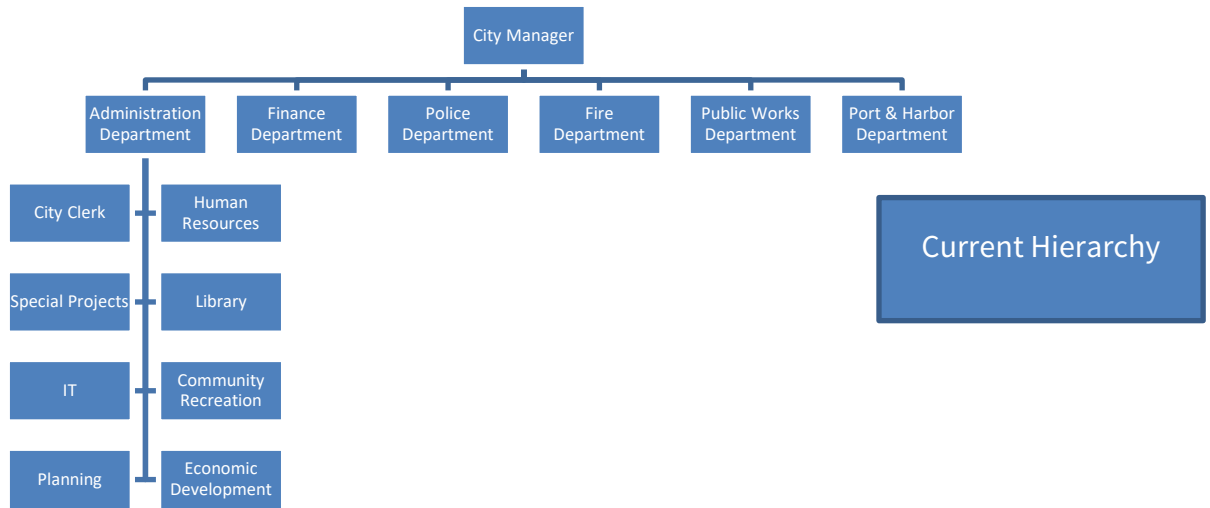 City Manager
Administration
Department
Finance
Department
Police
Department
Fire
Department
Public Works
Department
Port & Harbor
Department
City Clerk
Human
Resources
Current Hierarchy
Special Projects
Library
IT
Community
Recreation
Planning
Economic
Development